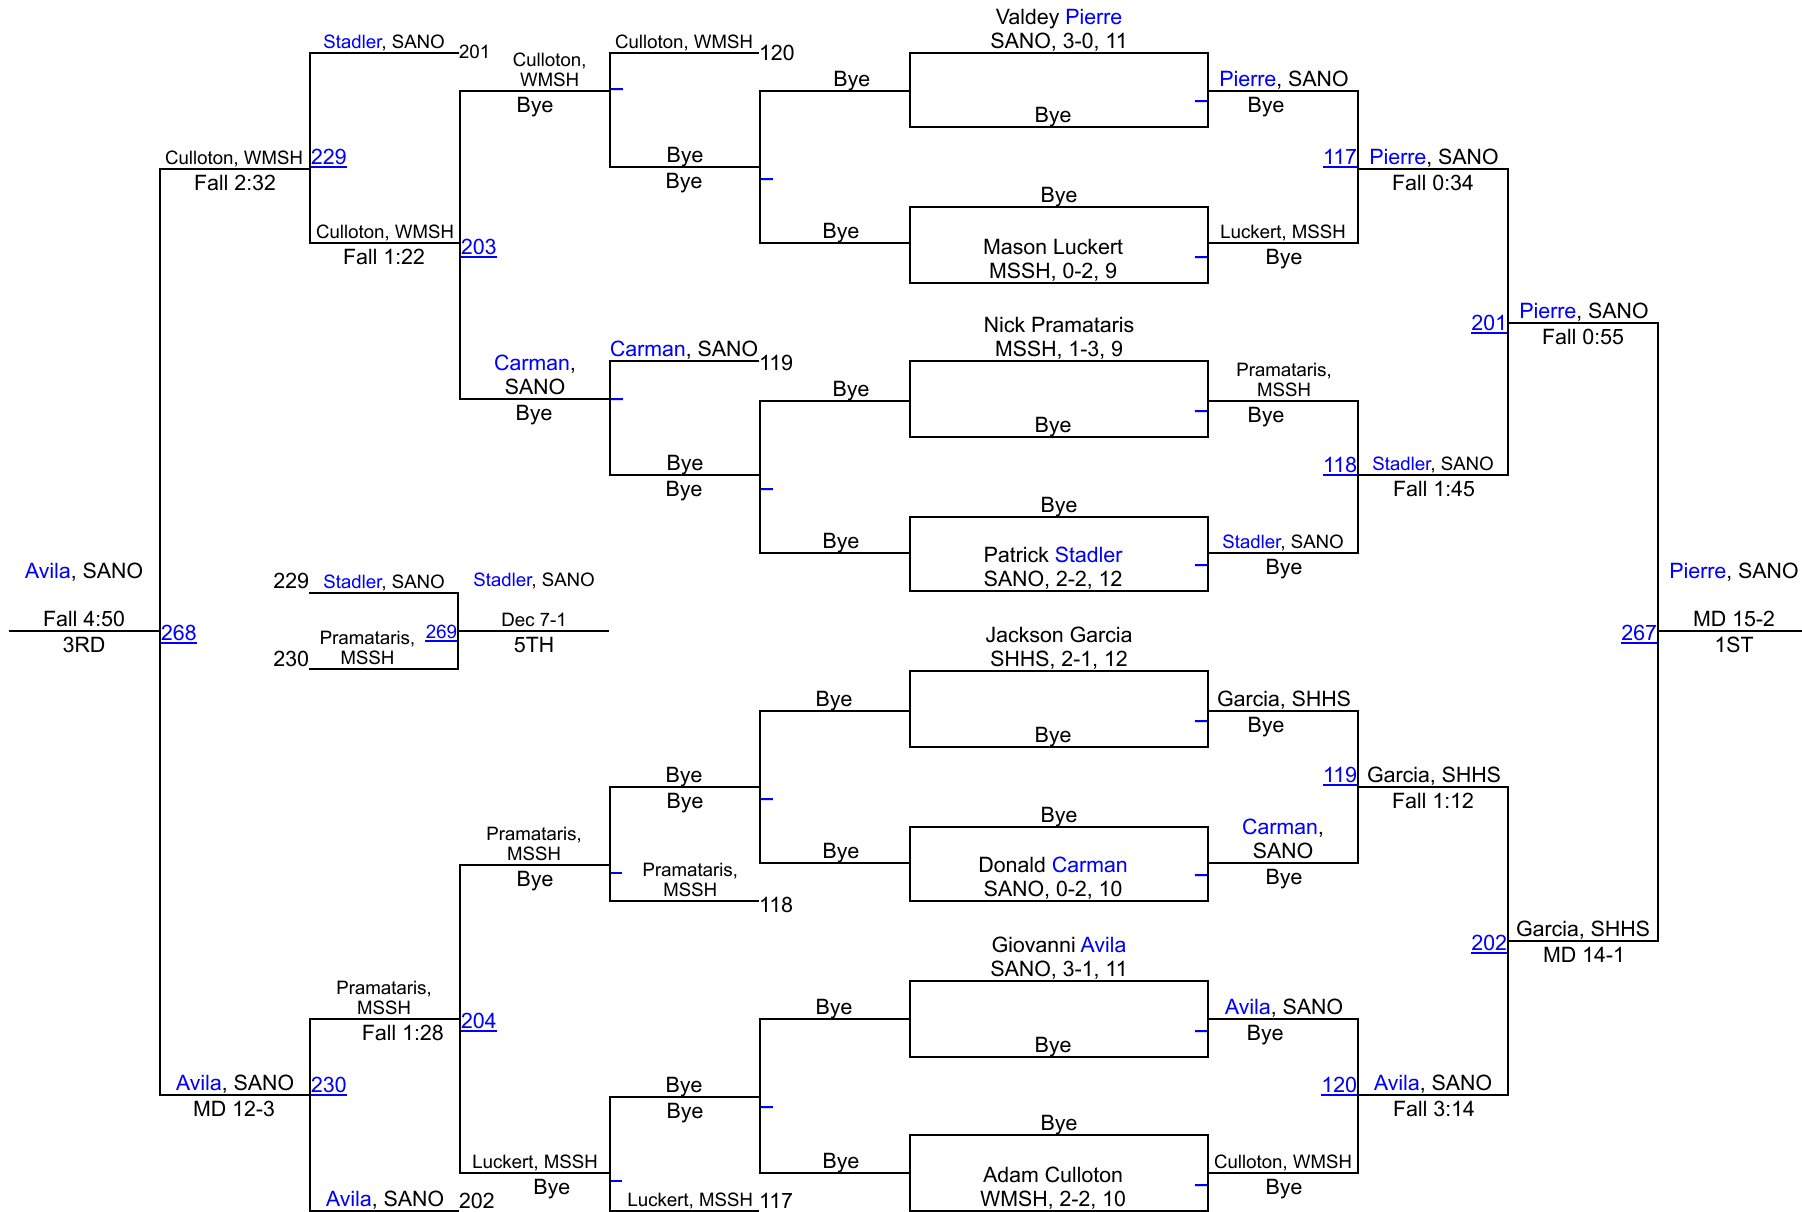 Stadler, SANO
201
Culloton, WMSH
Fall 2:32
229
Culloton, WMSH
Fall 1:22
203
Culloton,
WMSH
Bye
Culloton, WMSH
120
Bye
Bye
Carman,
SANO
Bye
Carman, SANO
119
Bye
Bye
Bye
Valdey Pierre
SANO, 3-0, 11
Bye
Pierre, SANO
Bye
Bye
Bye
Mason Luckert
MSSH, 0-2, 9
Luckert, MSSH
Bye
117
Pierre, SANO
Fall 0:34
Bye
Nick Pramataris
MSSH, 1-3, 9
Bye
Pramataris,
MSSH
Bye
Bye
Bye
Patrick Stadler
SANO, 2-2, 12
Stadler, SANO
Bye
118
Stadler, SANO
Fall 1:45
201
Pierre, SANO
Fall 0:55
Avila, SANO
Fall 4:50
3RD
268
229
Stadler, SANO
230
Pramataris,
MSSH
269
Stadler, SANO
Dec 7-1
5TH
Pierre, SANO
267
MD 15-2
1ST
Bye
Jackson Garcia
SHHS, 2-1, 12
Bye
Garcia, SHHS
Bye
Bye
Bye
Donald Carman
SANO, 0-2, 10
Carman,
SANO
Bye
119
Garcia, SHHS
Fall 1:12
Bye
Bye
Pramataris,
MSSH
Bye
Pramataris,
MSSH
118
Bye
Giovanni Avila
SANO, 3-1, 11
Bye
Avila, SANO
Bye
Bye
Bye
Adam Culloton
WMSH, 2-2, 10
Culloton, WMSH
Bye
120
Avila, SANO
Fall 3:14
202
Garcia, SHHS
MD 14-1
Pramataris,
MSSH
Fall 1:28
204
Avila, SANO
MD 12-3
230
Bye
Bye
Luckert, MSSH
Bye
Luckert, MSSH
117
Avila, SANO
202